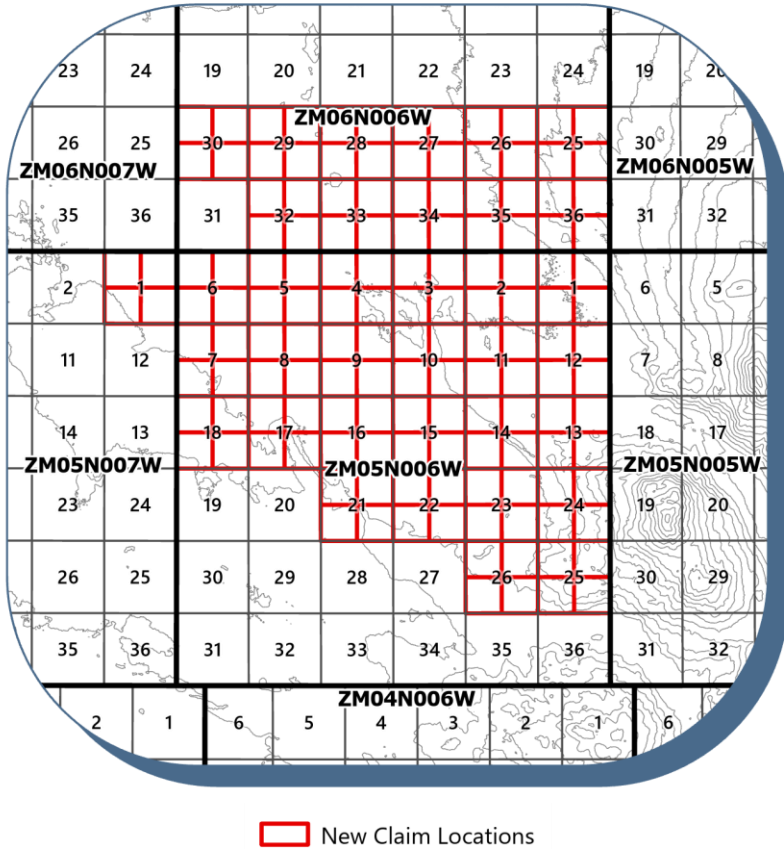 23 24 19 20 21 22 23 24 19 20
ZM06N006W
26 25 30 29 28 27 26 25 30 29
ZM06N007W ZM06N005W
35 36 31 32 33 34 35 36 31 32
2 1 6 5 4 3 2 1 6 5
11 12 7 8 9 10 11 12 7 8
14 13 18 17 16 15 14 13 18 17
ZM05N007W ZM05N006W ZM05N005W
23 24 19 20 21 22 23 24 19 20
26 25 30 29 28 27 26 25 30 29
35 36 31 32 33 34 35 36 31 32
ZM04N006W
2 1 6 5 4 3 2 1 6
New Claim Locations